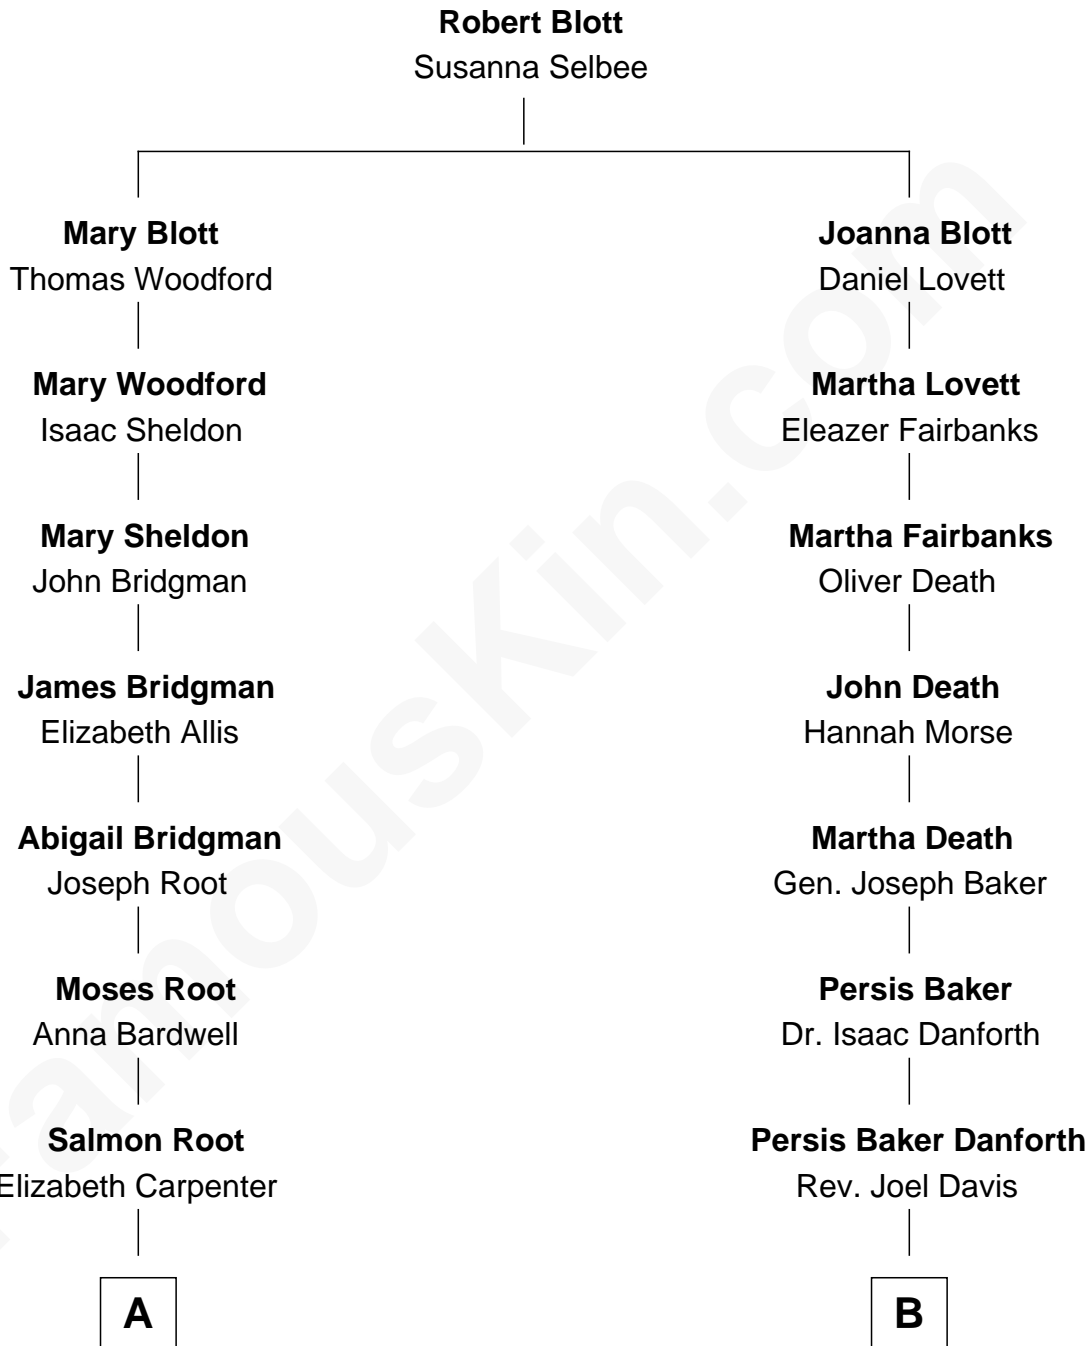 Robert Blott
Susanna Selbee
Mary Blott
Thomas Woodford
Joanna Blott
Daniel Lovett
Mary Woodford
Isaac Sheldon
Martha Lovett
Eleazer Fairbanks
Mary Sheldon
John Bridgman
Martha Fairbanks
Oliver Death
James Bridgman
Elizabeth Allis
John Death
Hannah Morse
Abigail Bridgman
Joseph Root
Martha Death
Gen. Joseph Baker
Moses Root
Anna Bardwell
Persis Baker
Dr. Isaac Danforth
Salmon Root
Elizabeth Carpenter
Persis Baker Danforth
Rev. Joel Davis
A
B
FamousKin.com